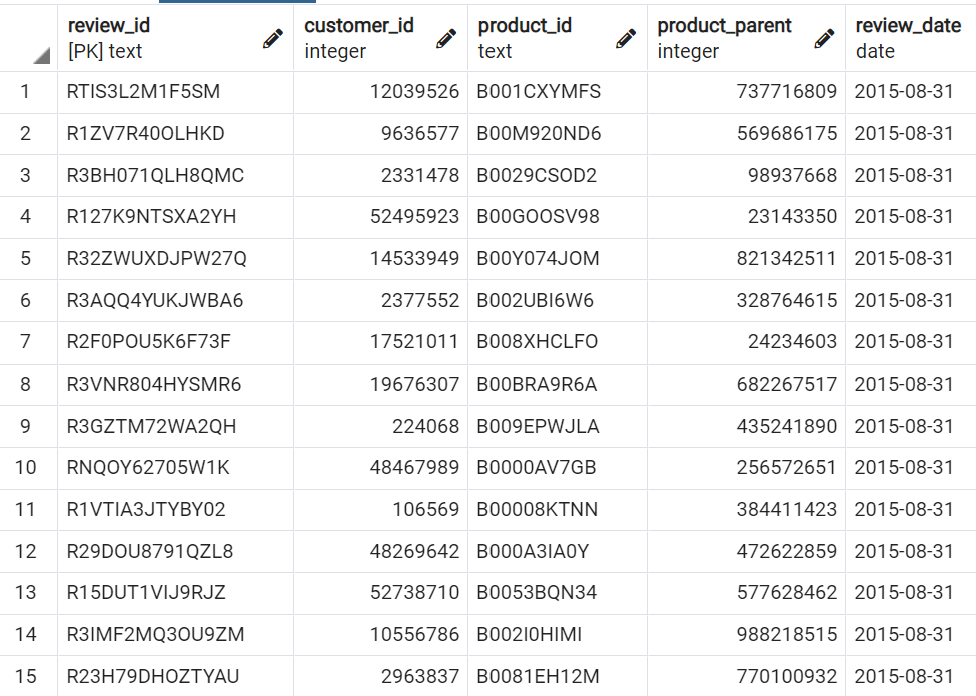 review_id customer_id product_id product_parent review_date
[PK] text integer text integer date
1 RTIS3L2M1F5SM 12039526 B001CXYMFS 737716809 2015-08-31
2 R1ZV7R40OLHKD 9636577 B00M920ND6 569686175 2015-08-31
3 R3BH071QLH8QMC 2331478 B0029CSOD2 98937668 2015-08-31
4 R127K9NTSXA2YH 52495923 B00GOOSV98 23143350 2015-08-31
5 R32ZWUXDJPW27Q 14533949 B00Y074JOM 821342511 2015-08-31
6 R3AQQ4YUKJWBA6 2377552 B002UBI6W6 328764615 2015-08-31
7 R2F0POU5K6F73F 17521011 B008XHCLFO 24234603 2015-08-31
8 R3VNR804HYSMR6 19676307 B00BRA9R6A 682267517 2015-08-31
9 R3GZTM72WA2QH 224068 B009EPWJLA 435241890 2015-08-31
10 RNQOY62705W1K 48467989 B0000AV7GB 256572651 2015-08-31
11 R1VTIA3JTYBY02 106569 B00008KTNN 384411423 2015-08-31
12 R29DOU8791QZL8 48269642 B000A3IA0Y 472622859 2015-08-31
13 R15DUT1VIJ9RJZ 52738710 B0053BQN34 577628462 2015-08-31
14 R3IMF2MQ3OU9ZM 10556786 B002I0HIMI 988218515 2015-08-31
15 R23H79DHOZTYAU 2963837 B0081EH12M 770100932 2015-08-31